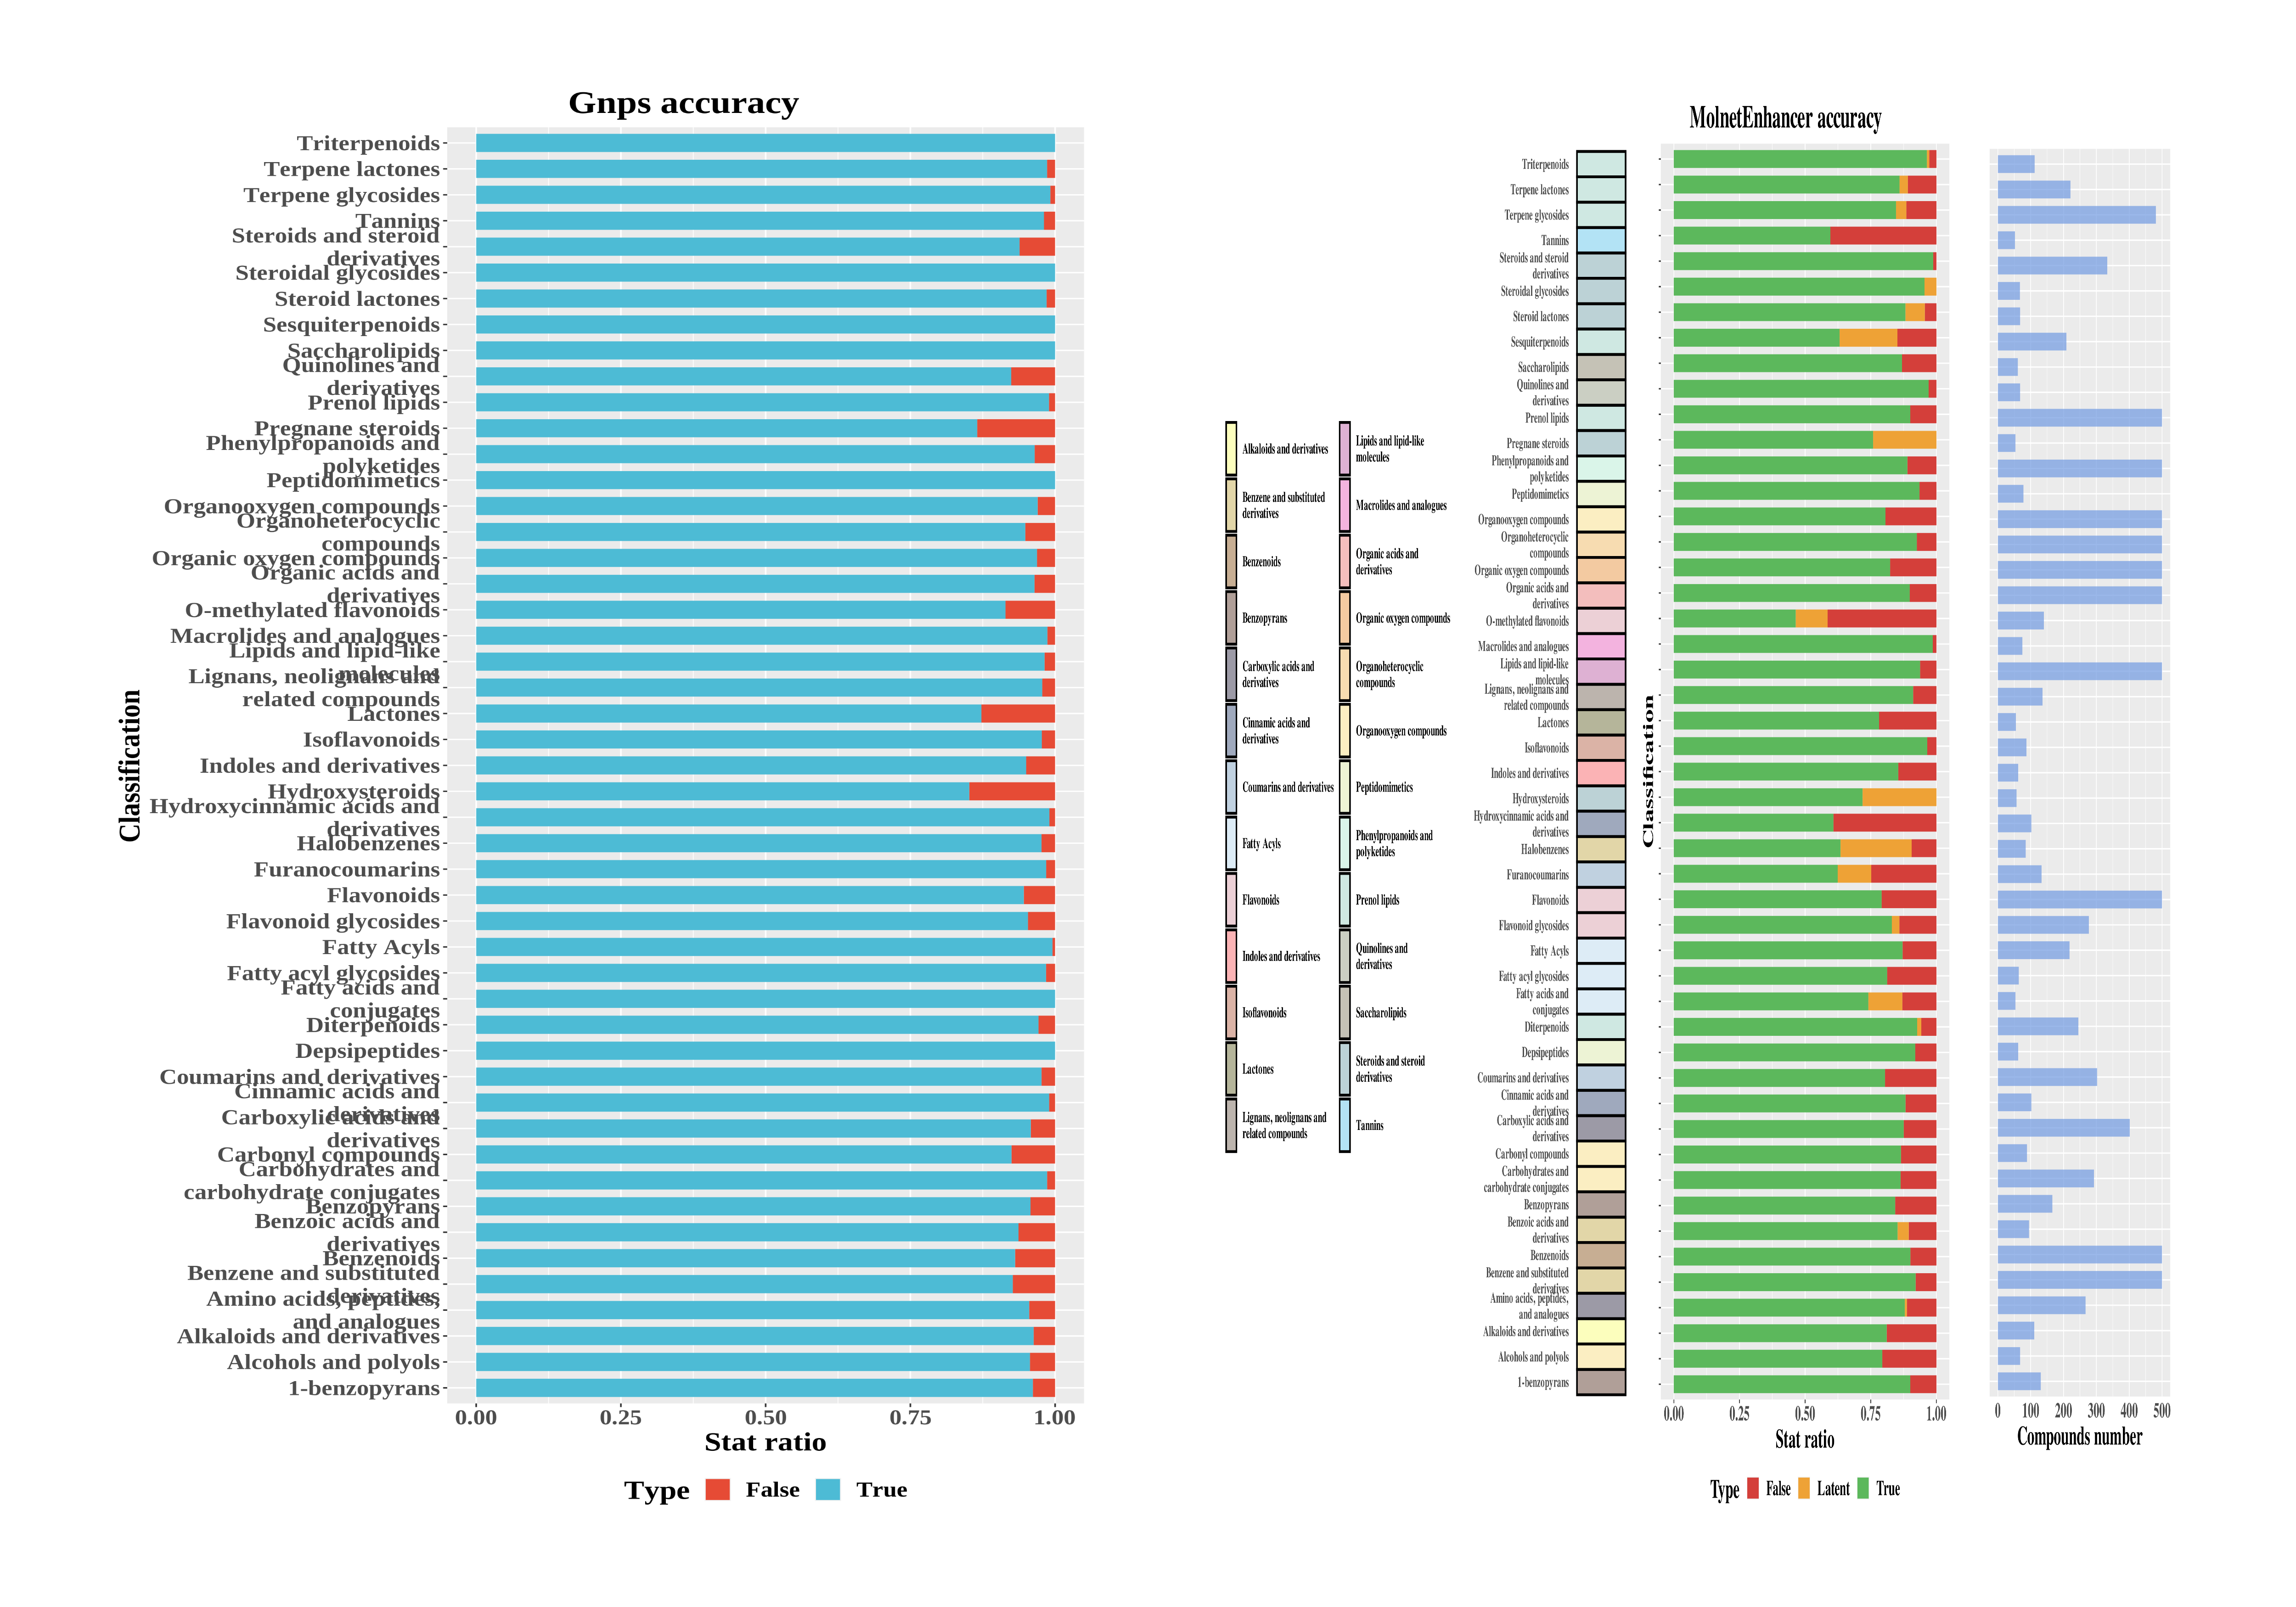 Gnps accuracy
Classification
Triterpenoids
Terpene lactones
Terpene glycosides
Tannins
Steroids and steroid
derivatives
Steroidal glycosides
Steroid lactones
Sesquiterpenoids
Saccharolipids
Quinolines and
derivatives
Prenol lipids
Pregnane steroids
Phenylpropanoids and
polyketides
Peptidomimetics
Organooxygen compounds
Organoheterocyclic
compounds
Organic oxygen compounds
Organic acids and
derivatives
O-methylated flavonoids
Macrolides and analogues
Lipids and lipid-like
molecules
Lignans, neolignans and
related compounds
Lactones
Isoflavonoids
Indoles and derivatives
Hydroxysteroids
Hydroxycinnamic acids and
derivatives
Halobenzenes
Furanocoumarins
Flavonoids
Flavonoid glycosides
Fatty Acyls
Fatty acyl glycosides
Fatty acids and
conjugates
Diterpenoids
Depsipeptides
Coumarins and derivatives
Cinnamic acids and
derivatives
Carboxylic acids and
derivatives
Carbonyl compounds
Carbohydrates and
carbohydrate conjugates
Benzopyrans
Benzoic acids and
derivatives
Benzenoids
Benzene and substituted
derivatives
Amino acids, peptides,
and analogues
Alkaloids and derivatives
Alcohols and polyols
1-benzopyrans
0.00 0.25 0.50 0.75 1.00
Stat ratio
Type False True
Alkaloids and derivatives
Benzene and substituted
derivatives
Benzenoids
Benzopyrans
Carboxylic acids and
derivatives
Cinnamic acids and
derivatives
Coumarins and derivatives
Fatty Acyls
Flavonoids
Indoles and derivatives
Isoflavonoids
Lactones
Lignans, neolignans and
related compounds
Lipids and lipid-like
molecules
Macrolides and analogues
Organic acids and
derivatives
Organic oxygen compounds
Organoheterocyclic
compounds
Organooxygen compounds
Peptidomimetics
Phenylpropanoids and
polyketides
Prenol lipids
Quinolines and
derivatives
Saccharolipids
Steroids and steroid
derivatives
Tannins
MolnetEnhancer accuracy
Triterpenoids
Terpene lactones
Terpene glycosides
Tannins
Steroids and steroid
derivatives
Steroidal glycosides
Steroid lactones
Sesquiterpenoids
Saccharolipids
Quinolines and
derivatives
Prenol lipids
Pregnane steroids
Phenylpropanoids and
polyketides
Peptidomimetics
Organooxygen compounds
Organoheterocyclic
compounds
Organic oxygen compounds
Organic acids and
derivatives
O-methylated flavonoids
Macrolides and analogues
Lipids and lipid-like
molecules
Lignans, neolignans and
related compounds
Lactones
Isoflavonoids
Indoles and derivatives
Hydroxysteroids
Hydroxycinnamic acids and
derivatives
Halobenzenes
Furanocoumarins
Flavonoids
Flavonoid glycosides
Fatty Acyls
Fatty acyl glycosides
Fatty acids and
conjugates
Diterpenoids
Depsipeptides
Coumarins and derivatives
Cinnamic acids and
derivatives
Carboxylic acids and
derivatives
Carbonyl compounds
Carbohydrates and
carbohydrate conjugates
Benzopyrans
Benzoic acids and
derivatives
Benzenoids
Benzene and substituted
derivatives
Amino acids, peptides,
and analogues
Alkaloids and derivatives
Alcohols and polyols
1-benzopyrans
Classification
0.00 0.25 0.50 0.75 1.00
Stat ratio
Type False Latent True
0 100 200 300 400 500
Compounds number